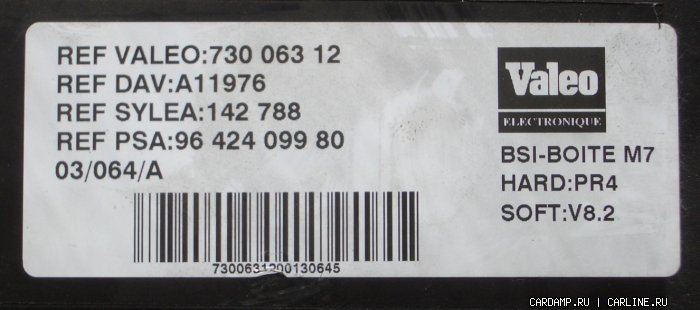 REF VALEO:730 063 12
REF DAV:A11976
REF SYLEA:142 788
REF PSA:96 424 099 80
03/064/A
7300631200130645
Valeo
ELECTRONIQUE
BSI-BOITE M7
HARD:PR4
SOFT:V8.2
CARDAMP.RU | CARLINE.RU